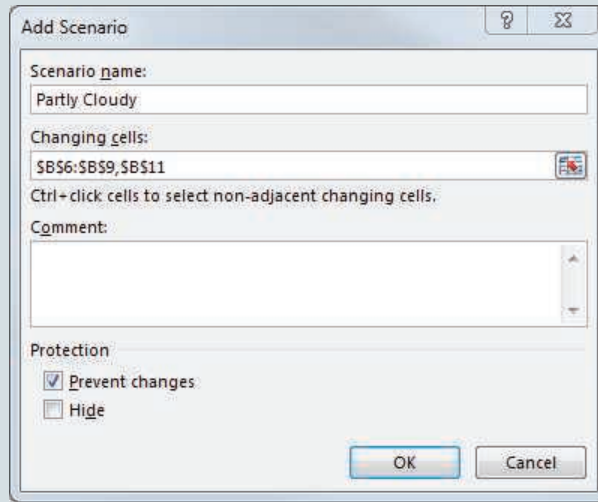 Add Scenario
?
Scenario name:
Partly Cloudy
Changing cells:
$B$6:$B$9,$B$11
Ctrl+click cells to select non-adjacent changing cells.
Comment:
Protection
Prevent changes
Hide
OK
Cancel